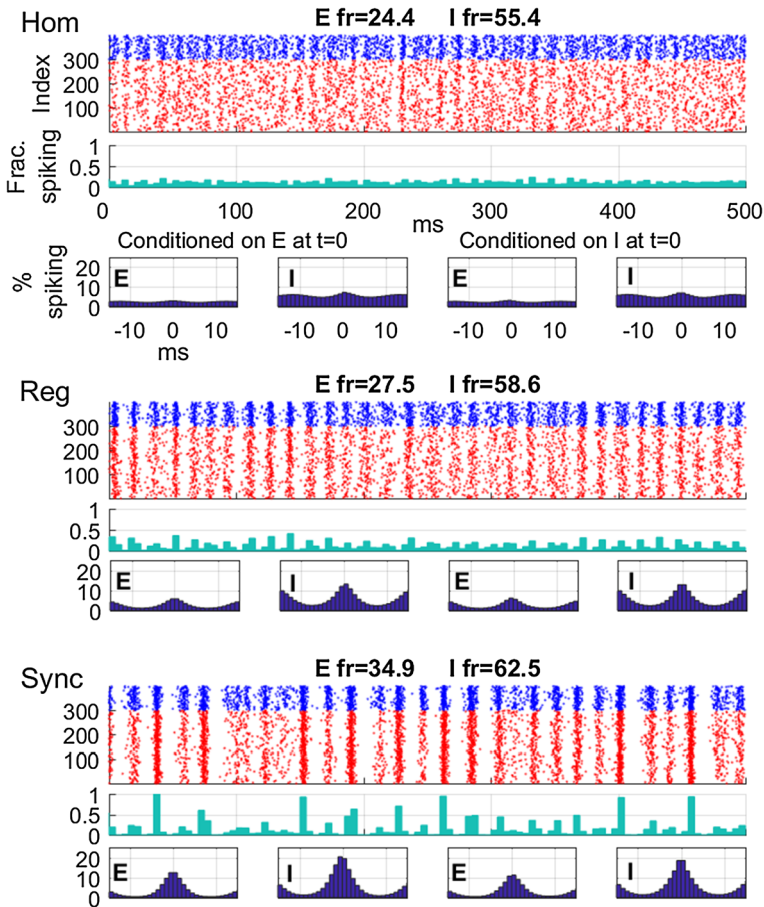 Hom
E fr=24.4 I fr=55.4
Index
300
200
100
Frac.
spiking
1
0.5
0
0 100 200 300 400 500
ms
Conditioned on E at t=0 Conditioned on I at t=0
%
spiking
20
10
0
E I E I
-10 0 10 -10 0 10 -10 0 10 -10 0 10
ms
Reg
E fr=27.5 I fr=58.6
300
200
100
1
0.5
0
20
10
0
E I E I
Sync
E fr=34.9 I fr=62.5
300
200
100
1
0.5
0
20
10
0
E I E I